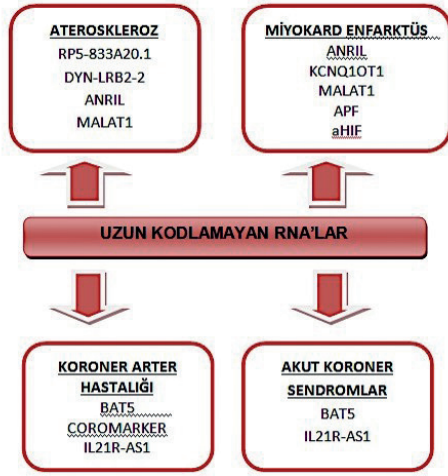 ATEROSKLEROZ
RP5-833A20.1
DYN-LRB2-2
ANRIL
MALAT1
MİYOKARD ENFARKTÜS
ANRIL
KCNQ1OT1
MALAT1
APF
aHIF
UZUN KODLAMAYAN RNA'LAR
KORONER ARTER
HASTALIĞI
BAT5
COROMARKER
IL21R-AS1
AKUT KORONER
SENDROMLAR
BAT5
IL21R-AS1